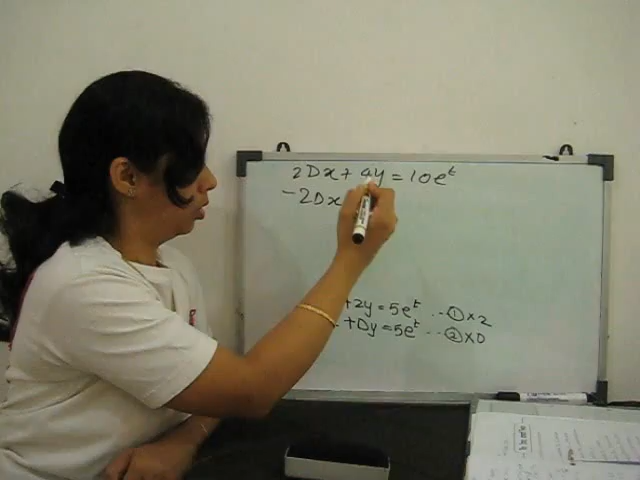 2Dx + 4y = 10e^t
- 2Dx
+2y = 5e^t ... ① x 2
+Dy = 5e^t ... ② x D